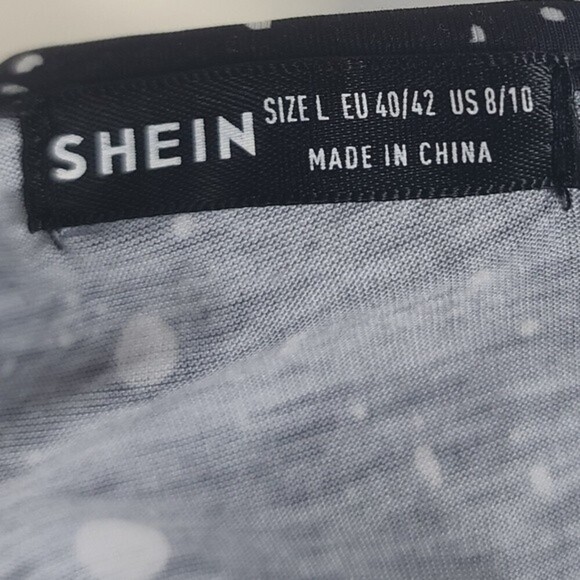 SHEIN
SIZE L EU 40/42 US 8/10
MADE IN CHINA